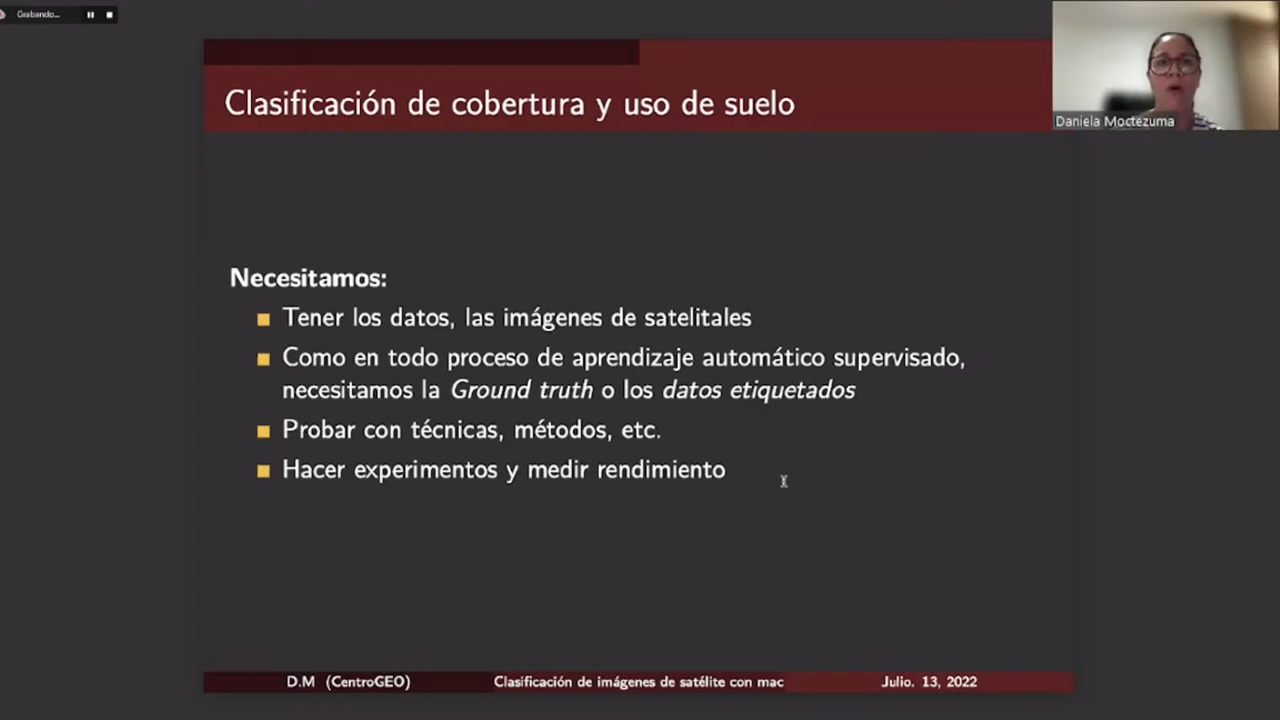 Grabando...
Clasificación de cobertura y uso de suelo
Daniela Moctezuma
Necesitamos:
Tener los datos, las imágenes de satelitales
Como en todo proceso de aprendizaje automático supervisado,
necesitamos la Ground truth o los datos etiquetados
Probar con técnicas, métodos, etc.
Hacer experimentos y medir rendimiento
D.M (CentroGEO) Clasificación de imágenes de satélite con mac Julio. 13, 2022